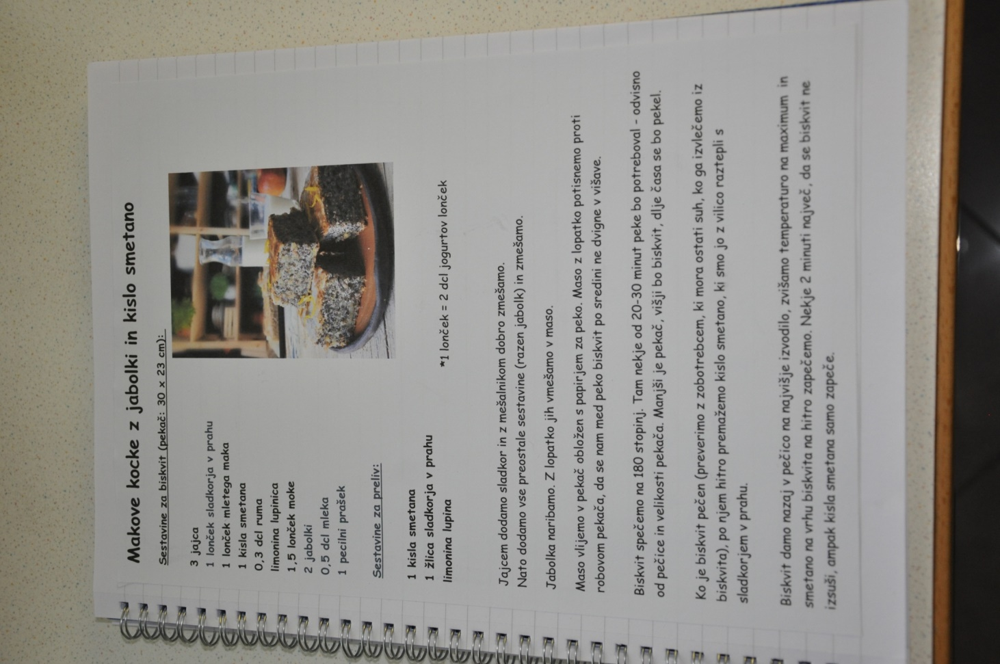 Makove kocke z jabolki in kislo smetano
Sestavine za biskvit (pekač: 30 x 23 cm):
3 jajca
1 lonček sladkorja v prahu
1 lonček mletega maka
1 kisla smetana
0,3 dcl ruma
limonina lupinica
1,5 lonček moke
2 jabolki
0,5 dcl mleka
1 pecilni prašek
Sestavine za preliv:
1 kisla smetana
1 žlica sladkorja v prahu
limonina lupina
*1 lonček = 2 dcl jogurtov lonček
Jajcem dodamo sladkor in z mešalnikom dobro zmešamo.
Nato dodamo vse preostale sestavine (razen jabolk) in zmešamo.
Jabolka naribamo. Z lopatko jih vmešamo v maso.
Maso vlijemo v pekač obložen s papirjem za peko. Maso z lopatko potisnemo proti
robovom pekača, da se nam med peko biskvit po sredini ne dvigne v višave.
Biskvit spečemo na 180 stopinj. Tam nekje od 20-30 minut peke bo potreboval - odvisno
od pečice in velikosti pekača. Manjši je pekač, višji bo biskvit, dlje časa se bo pekel.
Ko je biskvit pečen (preverimo z zobotrebcem, ki mora ostati suh, ko ga izvlečemo iz
biskvita), po njem hitro premažemo kislo smetano, ki smo jo z vilico raztepli s
sladkorjem v prahu.
Biskvit damo nazaj v pečico na najvišje izvodilo, zvišamo temperaturo na maximum in
smetano na vrhu biskvita na hitro zapečemo. Nekje 2 minuti največ, da se biskvit ne
izsuši, ampak kisla smetana samo zapeče.